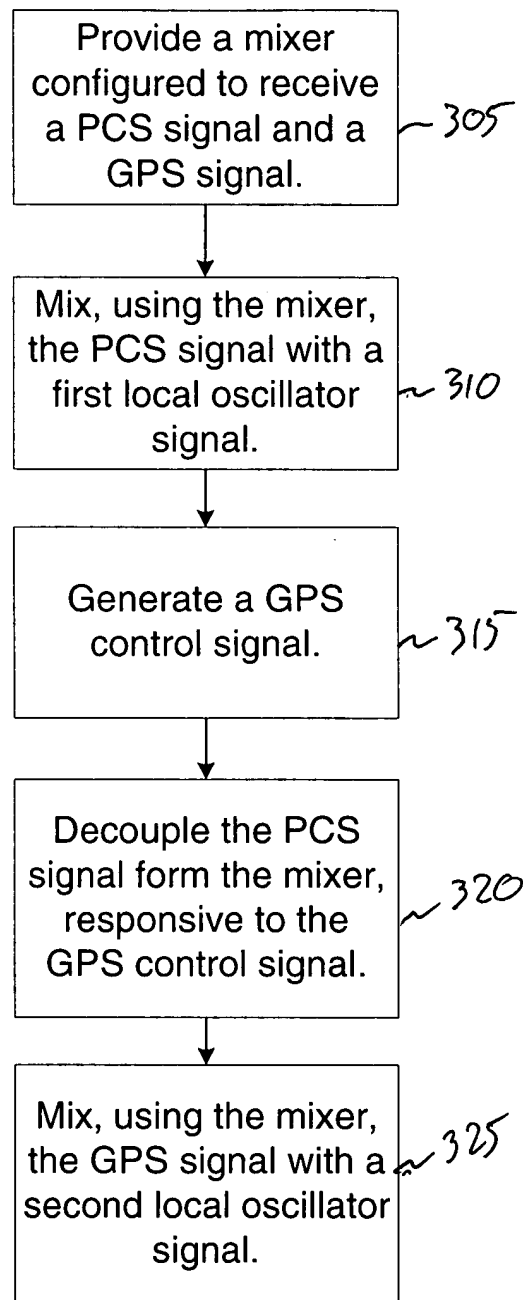 Provide a mixer
configured to receive
a PCS signal and a
GPS signal.
305
Mix, using the mixer,
the PCS signal with a
first local oscillator
signal.
310
Generate a GPS
control signal.
315
Decouple the PCS
signal form the mixer,
responsive to the
GPS control signal.
320
Mix, using the mixer,
the GPS signal with a
second local oscillator
signal.
325